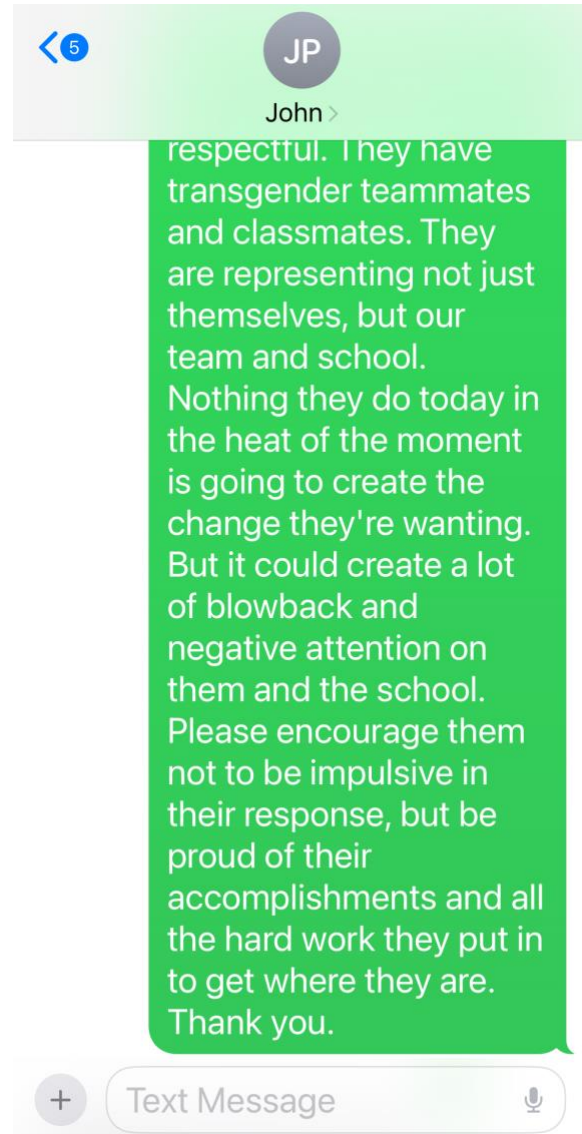 5
JP
John
respectful. They have
transgender teammates
and classmates. They
are representing not just
themselves, but our
team and school.
Nothing they do today in
the heat of the moment
is going to create the
change they're wanting.
But it could create a lot
of blowback and
negative attention on
them and the school.
Please encourage them
not to be impulsive in
their response, but be
proud of their
accomplishments and all
the hard work they put in
to get where they are.
Thank you.
Text Message